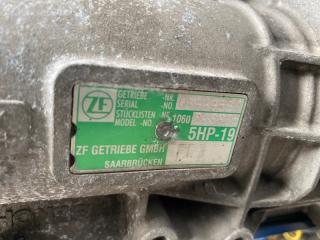 ZF
GETRIEBE -NR.
SERIAL -NO.
STÜCKLISTEN -NR. 1060
MODEL -NO.
5HP-19
ZF GETRIEBE GMBH
SAARBRÜCKEN